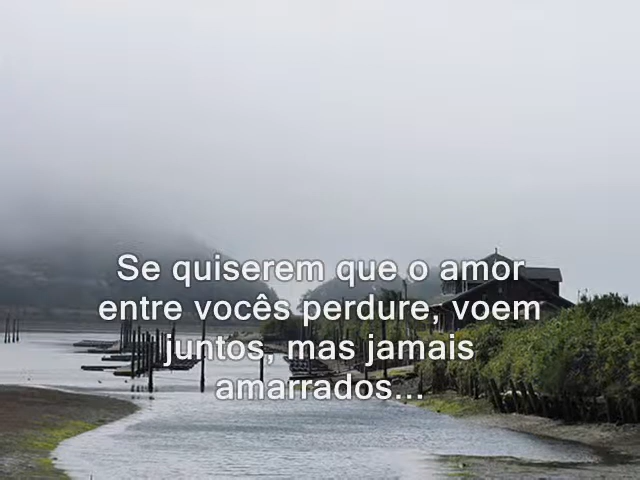 Se quiserem que o amor
entre vocês perdure, voem
juntos, mas jamais
amarrados...